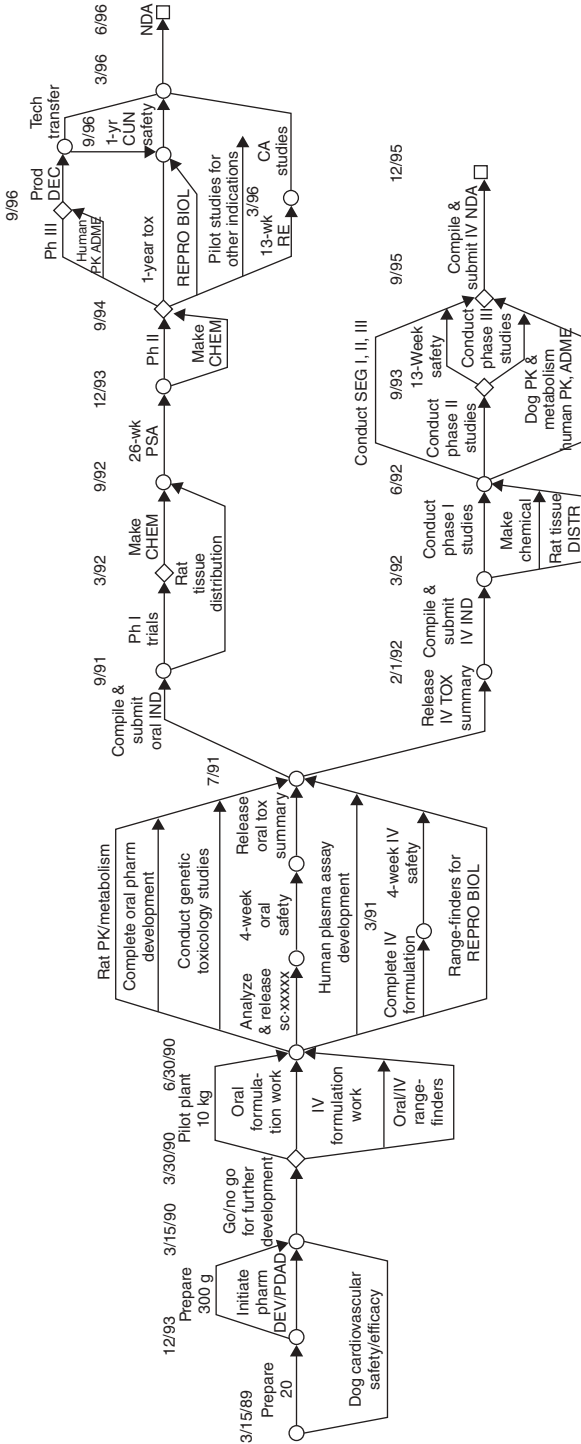 3/15/89
Prepare
20
Dog cardiovascular
safety/efficacy
12/93
Prepare
300 g
Initiate
pharm
DEV/PDAD
3/15/90
Go/no go
for further
development
3/30/90
Pilot plant
10 kg
6/30/90
Oral
formula-
tion work
IV
formulation
work
Oral/IV
range-
finders
Rat PK/metabolism
Complete oral pharm
development
Conduct genetic
toxicology studies
Analyze
& release
sc-xxxxx
4-week
oral
safety
Release
oral tox
summary
Human plasma assay
development
3/91
Complete IV
formulation
4-week IV
safety
Range-finders for
REPRO BIOL
7/91
Compile &
submit
oral IND
9/91
Ph I
trials
3/92
Make
CHEM
Rat
tissue
distribution
9/92
26-wk
PSA
12/93
Ph II
Make
CHEM
9/94
Ph III
Human
PK ADME
9/96
Prod
DEC
Tech
transfer
9/96
1-yr
CUN
safety
1-year tox
REPRO BIOL
Pilot studies for
other indications
3/96
13-wk
RE
CA
studies
3/96
6/96
NDA
Release
IV TOX
summary
2/1/92
Compile &
submit
IV IND
3/92
Conduct
phase I
studies
Make
chemical
Rat tissue
DISTR
6/92
Conduct SEG I, II, III
Conduct
phase II
studies
9/93
13-Week
safety
Conduct
phase III
studies
Dog PK &
metabolism
human PK, ADME
9/95
Compile &
submit IV NDA
12/95